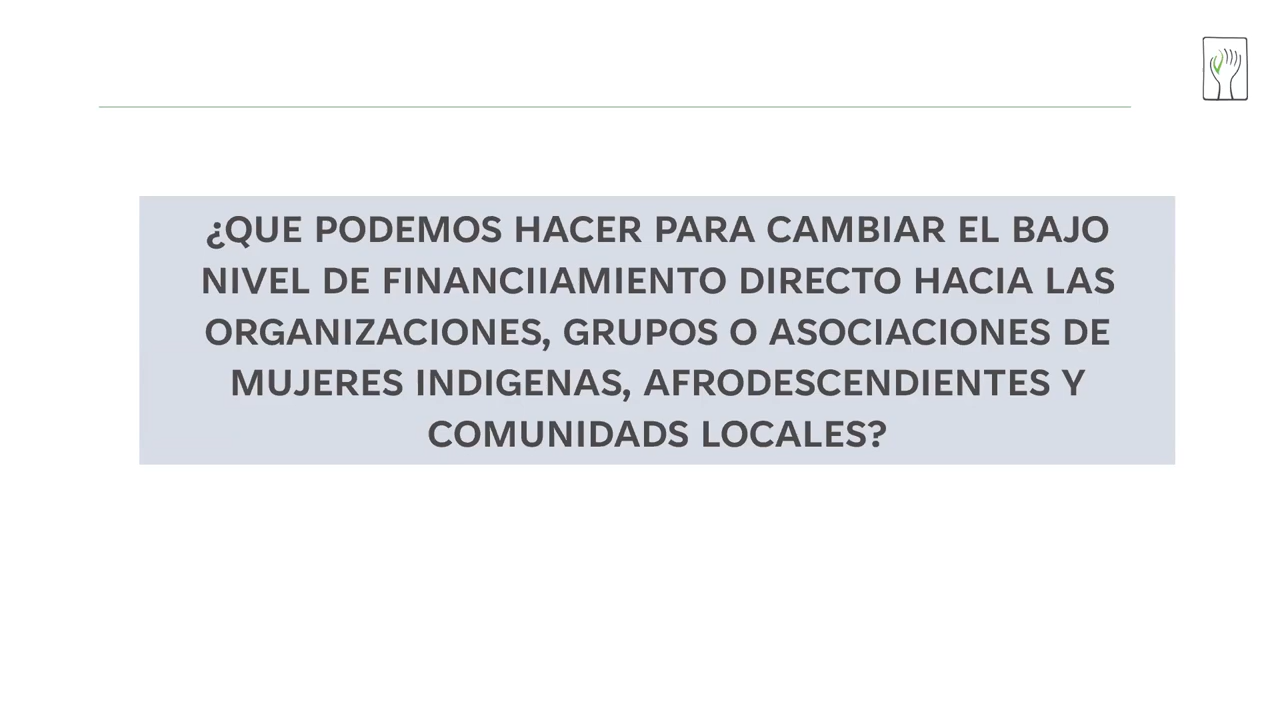 ¿QUE PODEMOS HACER PARA CAMBIAR EL BAJO
NIVEL DE FINANCIIAMIENTO DIRECTO HACIA LAS
ORGANIZACIONES, GRUPOS O ASOCIACIONES DE
MUJERES INDIGENAS, AFRODESCENDIENTES Y
COMUNIDADS LOCALES?